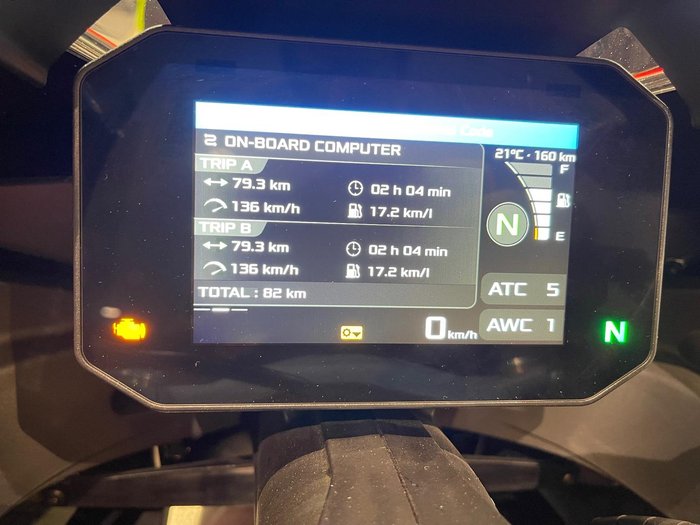 ON-BOARD COMPUTER
21°C · 160 km
TRIP A
F
79.3 km
02 h 04 min
136 km/h
17.2 km/l
N
TRIP B
E
79.3 km
02 h 04 min
136 km/h
17.2 km/l
TOTAL : 82 km
ATC 5
0 km/h
AWC 1
N